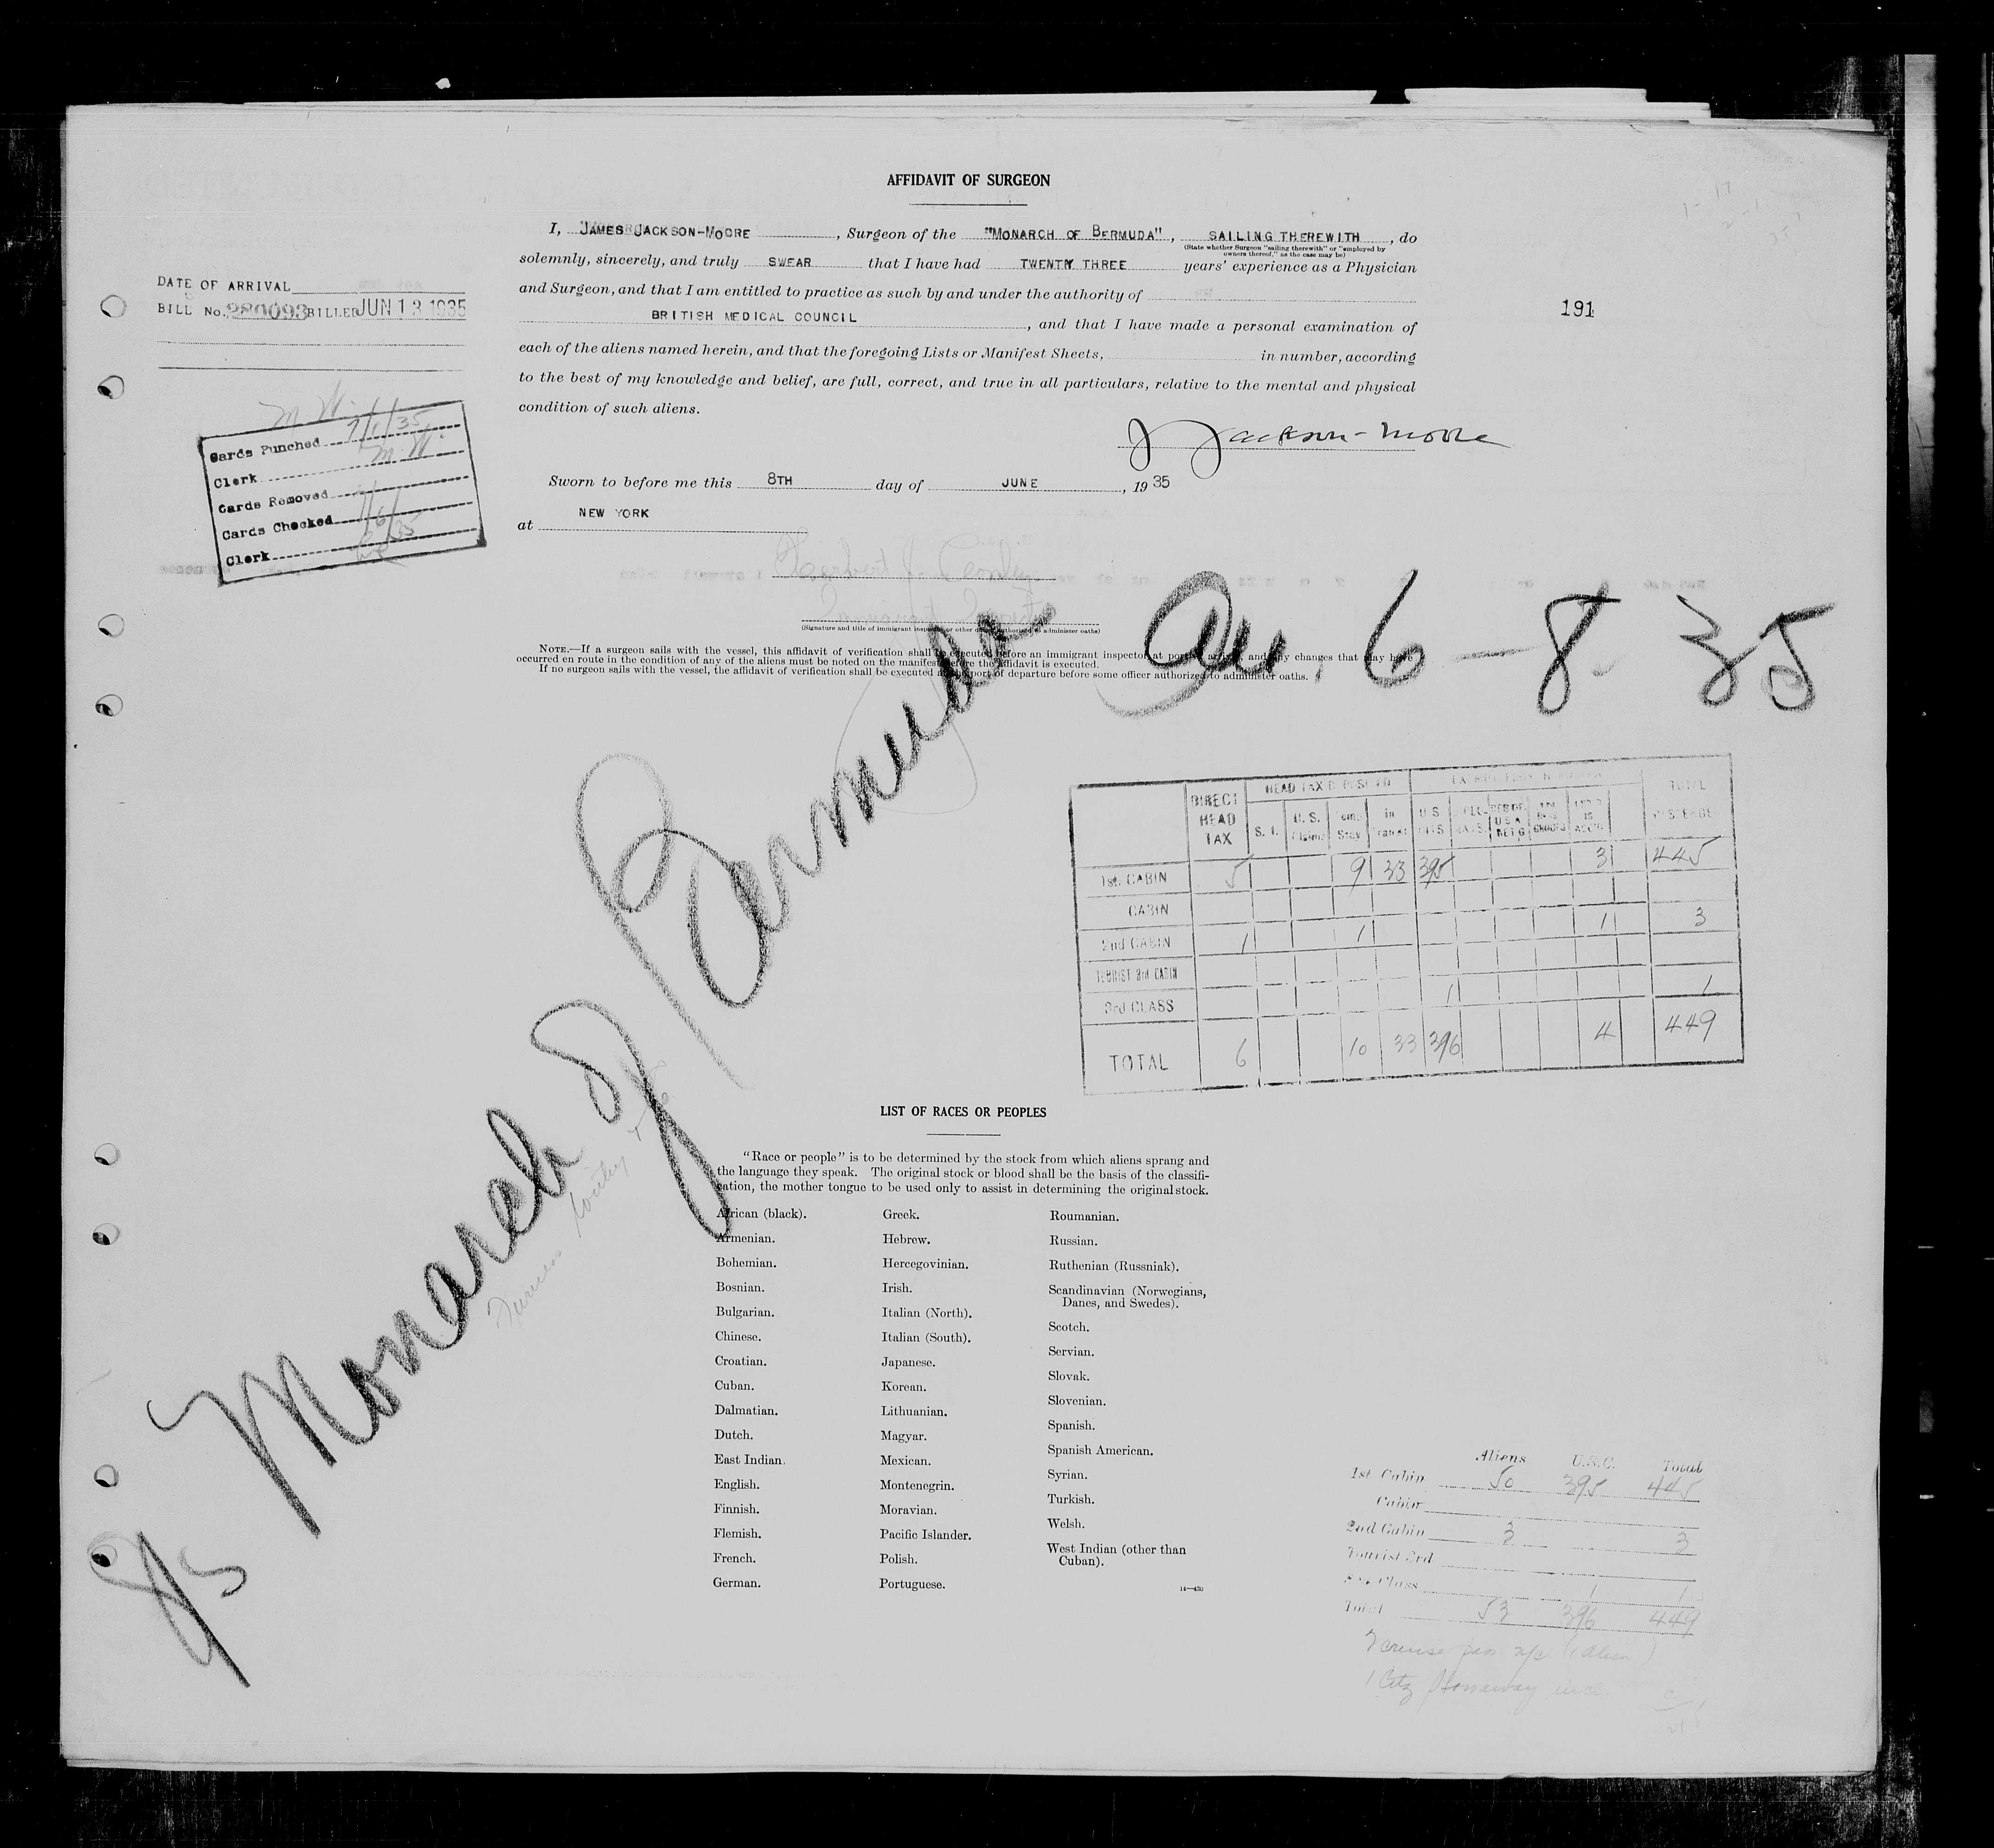 AFFIDAVIT OF SURGEON
I, JAMES JACKSON-MOORE, Surgeon of the "MONARCH OF BERMUDA", SAILING THEREWITH, do
(State whether Surgeon "sailing therewith" or "employed by
owners thereof," as the case may be)
solemnly, sincerely, and truly SWEAR that I have had TWENTY THREE years' experience as a Physician
and Surgeon, and that I am entitled to practice as such by and under the authority of
BRITISH MEDICAL COUNCIL, and that I have made a personal examination of
each of the aliens named herein, and that the foregoing Lists or Manifest Sheets, in number, according
to the best of my knowledge and belief, are full, correct, and true in all particulars, relative to the mental and physical
condition of such aliens.
J Jackson-Moore
Sworn to before me this 8TH day of JUNE, 1935
at NEW YORK
DATE OF ARRIVAL
BILL No. 280093 BILLED JUN 13 1935
191
M. W.
Cards Punched 7/1/35
Clerk M. W.
Cards Removed
Cards Checked 7/6/35
Clerk
(Signature and title of immigrant inspector or other officer authorized to administer oaths)
NOTE.—If a surgeon sails with the vessel, this affidavit of verification shall be executed before an immigrant inspector at port of arrival, and any changes that may have
occurred en route in the condition of any of the aliens must be noted on the manifest before the affidavit is executed.
If no surgeon sails with the vessel, the affidavit of verification shall be executed at the port of departure before some officer authorized to administer oaths.
Arr. 6-8-35
S/S Monarch of Bermuda
DIRECT HEAD TAX HEAD TAX DEPOSITED TOTAL
S. I. U. S. Claims Temp Stay in Transit U S
1st CABIN 5 9 33 395 3 445
CABIN
2nd CABIN 1 1 1 3
TOURIST 3rd CABIN
3rd CLASS 1 1
TOTAL 6 10 33 396 4 449
LIST OF RACES OR PEOPLES
"Race or people" is to be determined by the stock from which aliens sprang and
the language they speak. The original stock or blood shall be the basis of the classifi-
cation, the mother tongue to be used only to assist in determining the original stock.
African (black).
Armenian.
Bohemian.
Bosnian.
Bulgarian.
Chinese.
Croatian.
Cuban.
Dalmatian.
Dutch.
East Indian.
English.
Finnish.
Flemish.
French.
German.
Greek.
Hebrew.
Hercegovinian.
Irish.
Italian (North).
Italian (South).
Japanese.
Korean.
Lithuanian.
Magyar.
Mexican.
Montenegrin.
Moravian.
Pacific Islander.
Polish.
Portuguese.
Roumanian.
Russian.
Ruthenian (Russniak).
Scandinavian (Norwegians,
Danes, and Swedes).
Scotch.
Servian.
Slovak.
Slovenian.
Spanish.
Spanish American.
Syrian.
Turkish.
Welsh.
West Indian (other than
Cuban).
14—430
Aliens U.S.C. Total
1st Cabin 50 395 445
Cabin
2nd Cabin 3 3
Tourist 3rd
3rd Class 1 1
Total 53 396 449